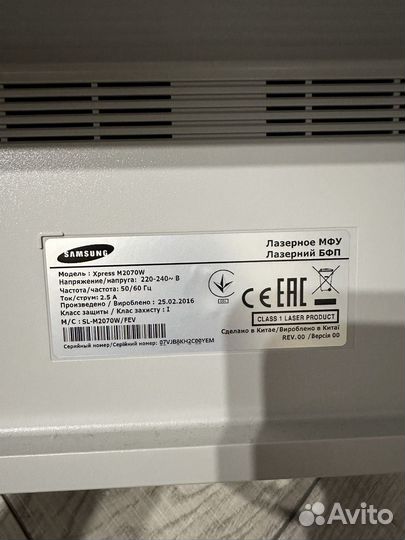 SAMSUNG
Модель : Xpress M2070W
Напряжение/напруга: 220-240~ В
Частота/частота: 50/60 Гц
Ток/струм: 2.5 А
Произведено / Вироблено : 25.02.2016
Класс защиты / Клас захисту : I
M/C : SL-M2070W/FEV
Серийный номер/Серійний номер: 07VJB8KH2C00YEM
Лазерное МФУ
Лазерний БФП
CE EAC
CLASS 1 LASER PRODUCT
Сделано в Китае/Вироблено в Китаї
REV. 00 /Версія 00
Avito